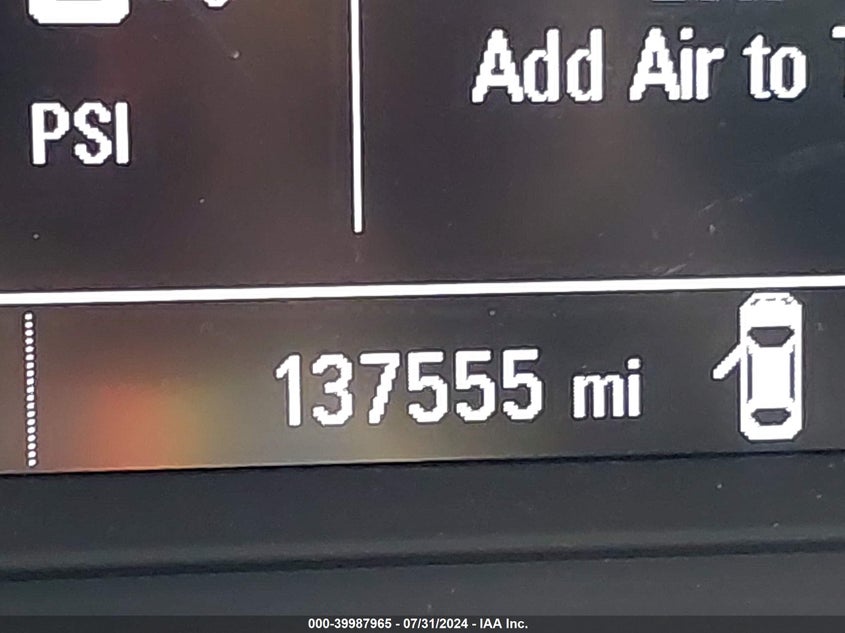 Add Air to
PSI
137555 mi
000-39987965 - 07/31/2024 - IAA Inc.